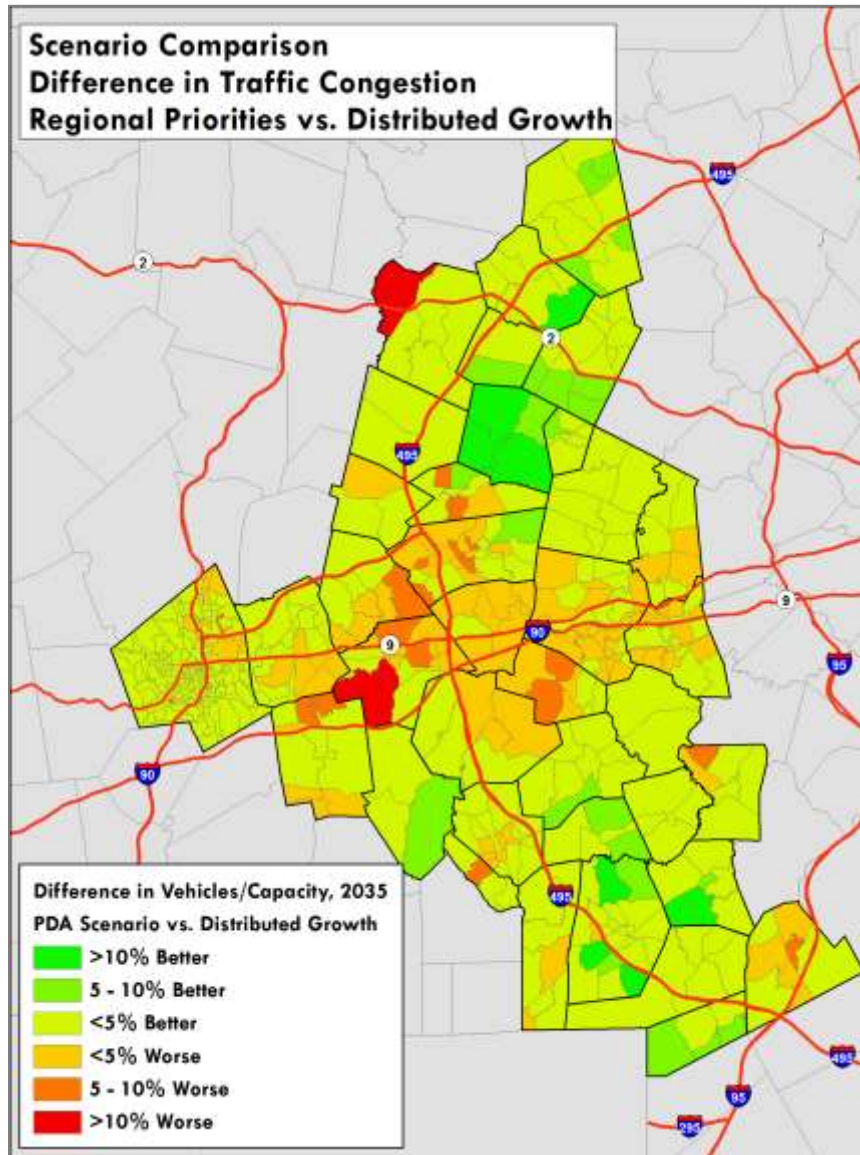 Scenario Comparison
Difference in Traffic Congestion
Regional Priorities vs. Distributed Growth
495
2
2
495
9
90
9
95
90
495
495
95
295
Difference in Vehicles/Capacity, 2035
PDA Scenario vs. Distributed Growth
>10% Better
5 - 10% Better
<5% Better
<5% Worse
5 - 10% Worse
>10% Worse